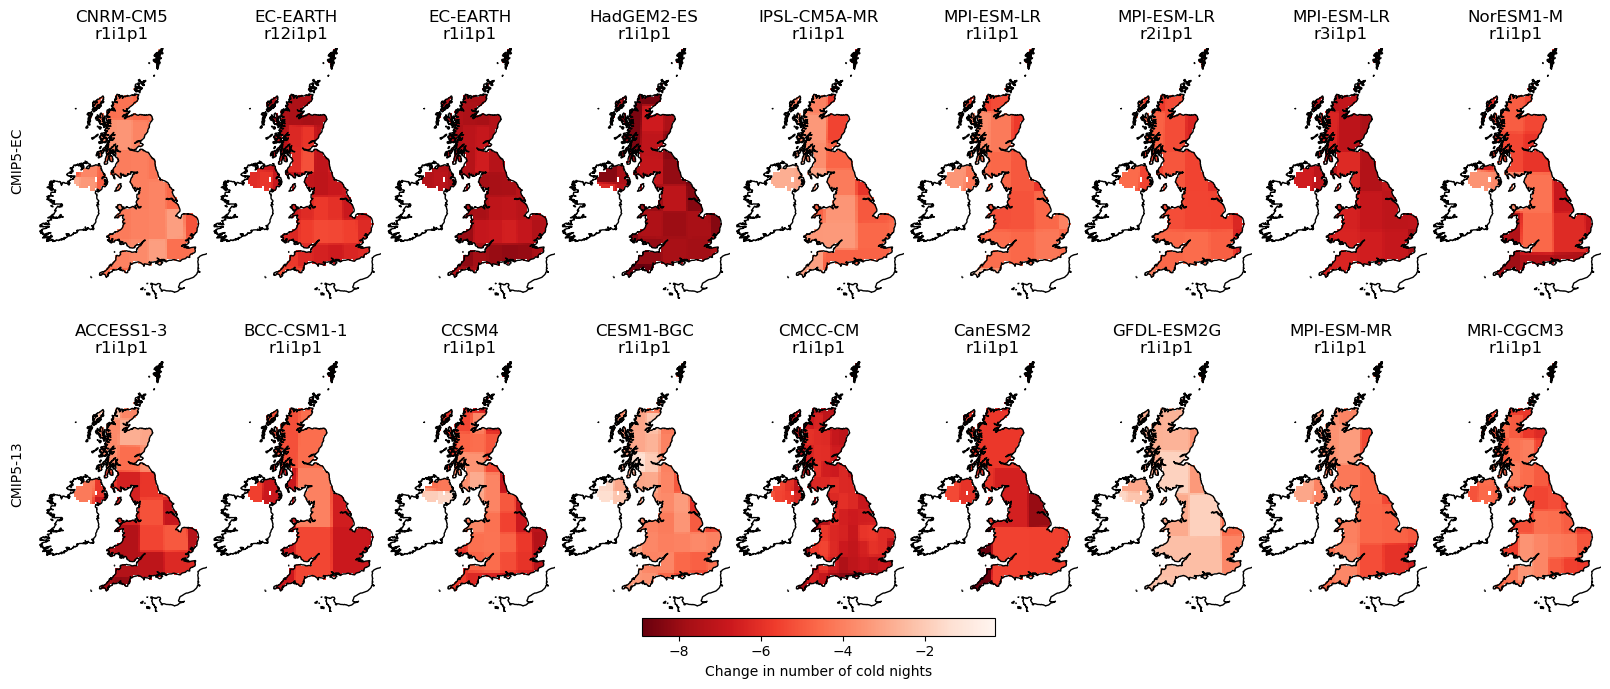 CNRM-CM5
r1i1p1
EC-EARTH
r12i1p1
EC-EARTH
r1i1p1
HadGEM2-ES
r1i1p1
IPSL-CM5A-MR
r1i1p1
MPI-ESM-LR
r1i1p1
MPI-ESM-LR
r2i1p1
MPI-ESM-LR
r3i1p1
NorESM1-M
r1i1p1
CMIP5-EC
ACCESS1-3
r1i1p1
BCC-CSM1-1
r1i1p1
CCSM4
r1i1p1
CESM1-BGC
r1i1p1
CMCC-CM
r1i1p1
CanESM2
r1i1p1
GFDL-ESM2G
r1i1p1
MPI-ESM-MR
r1i1p1
MRI-CGCM3
r1i1p1
CMIP5-13
−8 −6 −4 −2
Change in number of cold nights